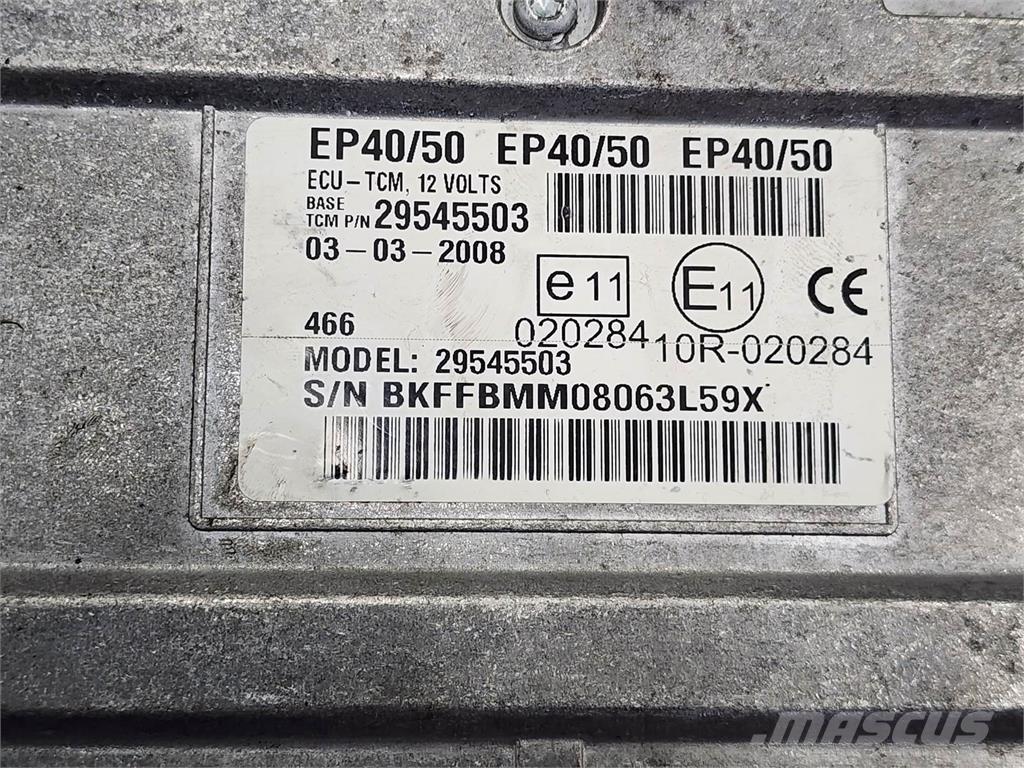 EP40/50 EP40/50 EP40/50
ECU-TCM, 12 VOLTS
BASE
TCM P/N 29545503
03-03-2008
e11 E11 CE
020284 10R-020284
466
MODEL: 29545503
S/N BKFFBMM08063L59X
MASCUS